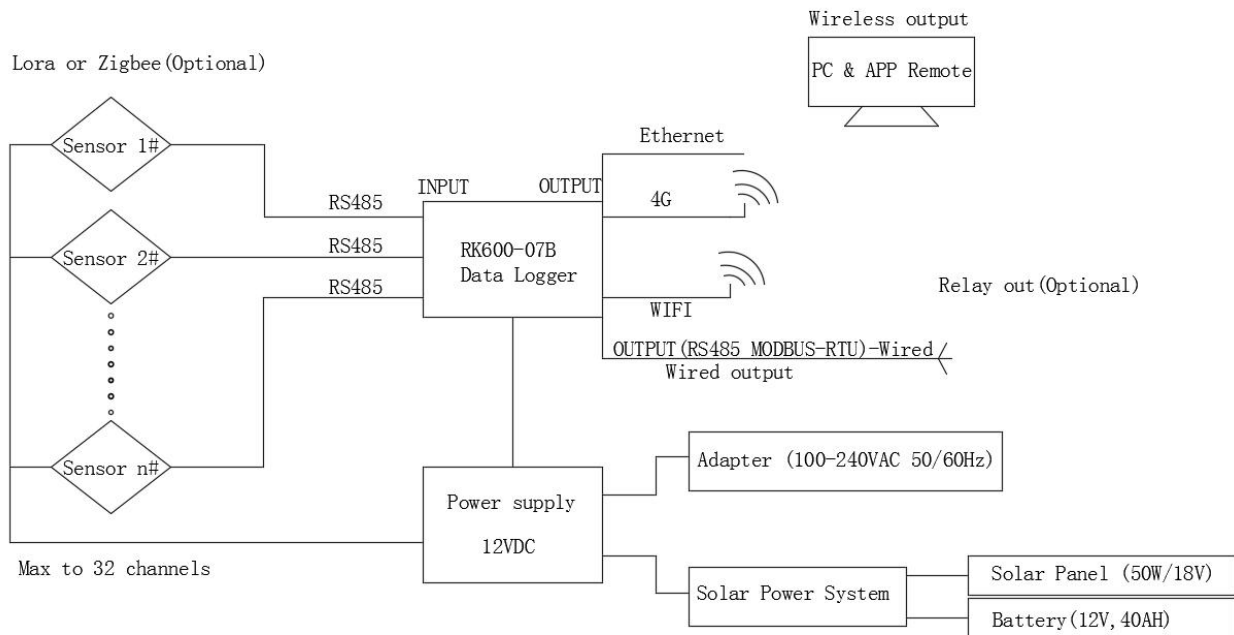 Wireless output
PC & APP Remote
Lora or Zigbee(Optional)
Sensor 1#
Ethernet
INPUT
OUTPUT
4G
RS485
Sensor 2#
RS485
RK600-07B
Data Logger
RS485
WIFI
Relay out(Optional)
OUTPUT(RS485 MODBUS-RTU)-Wired
Wired output
Sensor n#
Adapter (100-240VAC 50/60Hz)
Power supply
12VDC
Max to 32 channels
Solar Power System
Solar Panel (50W/18V)
Battery(12V,40AH)